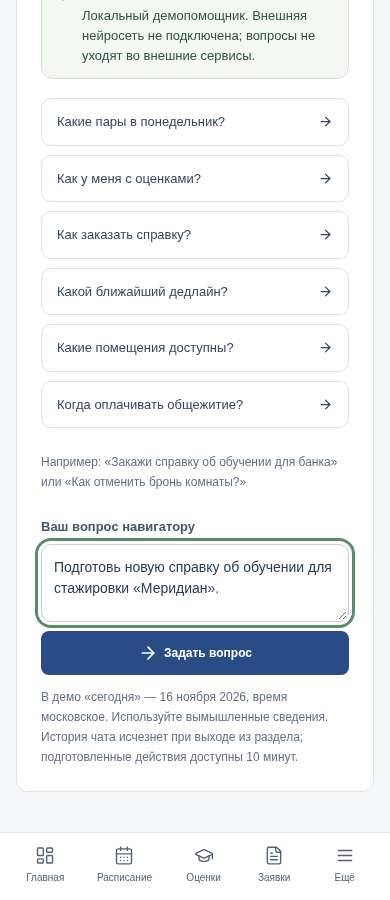 Локальный демопомощник. Внешняя
нейросеть не подключена; вопросы не
уходят во внешние сервисы.
Какие пары в понедельник?
Как у меня с оценками?
Как заказать справку?
Какой ближайший дедлайн?
Какие помещения доступны?
Когда оплачивать общежитие?
Например: «Закажи справку об обучении для банка»
или «Как отменить бронь комнаты?»
Ваш вопрос навигатору
Подготовь новую справку об обучении для
стажировки «Меридиан».
Задать вопрос
В демо «сегодня» — 16 ноября 2026, время
московское. Используйте вымышленные сведения.
История чата исчезнет при выходе из раздела;
подготовленные действия доступны 10 минут.
Главная
Расписание
Оценки
Заявки
Ещё